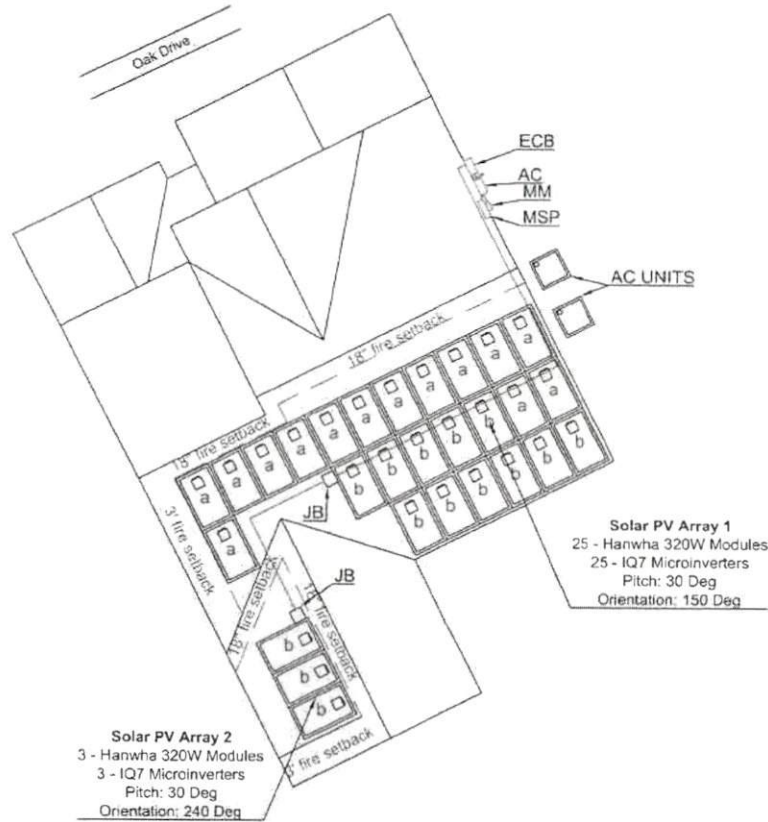 Oak Drive
ECB
AC
MM
MSP
AC UNITS
18" fire setback
18" fire setback
a a a a a a a a a a a
a b b b b b a a
b b b b b b
3' fire setback
JB
18" fire setback
JB
18" fire setback
b
b
b
3' fire setback
Solar PV Array 1
25 - Hanwha 320W Modules
25 - IQ7 Microinverters
Pitch: 30 Deg
Orientation: 150 Deg
Solar PV Array 2
3 - Hanwha 320W Modules
3 - IQ7 Microinverters
Pitch: 30 Deg
Orientation: 240 Deg